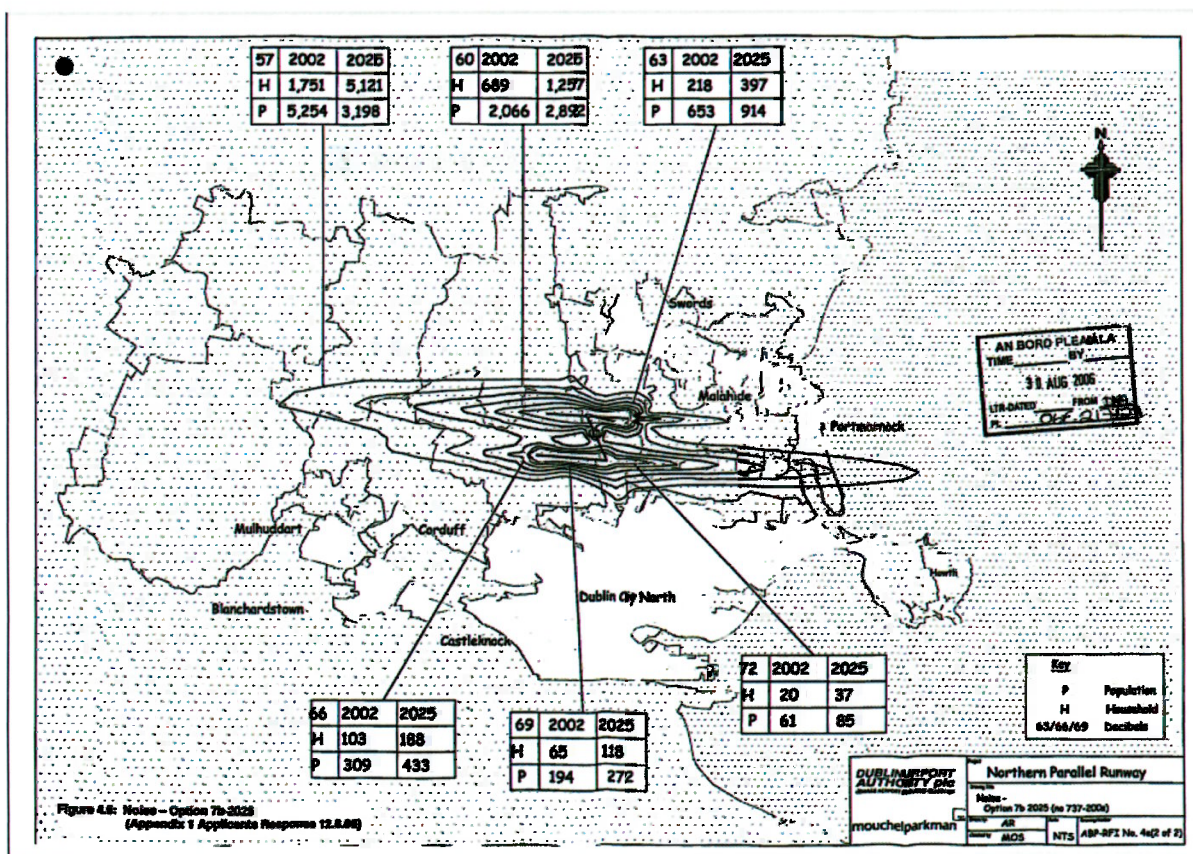 57 2002 2025
H 1,751 5,121
P 5,254 3,198
60 2002 2025
H 689 1,257
P 2,066 2,892
63 2002 2025
H 218 397
P 653 914
N
Swords
Malahide
Portmarnock
AN BORD PLEANÁLA
TIME BY
30 AUG 2006
LTR-DATED FROM
PL
Mulhuddart
Corduff
Blanchardstown
Castleknock
Dublin City North
Howth
66 2002 2025
H 103 188
P 309 433
69 2002 2025
H 65 118
P 194 272
72 2002 2025
H 20 37
P 61 85
Key
P Population
H Household
63/66/69 Decibels
Figure 4.6: Noise - Option 7b-2025
(Appendix 1 Applicants Response 12.5.06)
DUBLIN AIRPORT
AUTHORITY plc
mouchelparkman
Project
Northern Parallel Runway
Noise -
Option 7b 2025 (no 737-200s)
AR
MOS
NTS
ABP-RFI No. 4a(2 of 2)